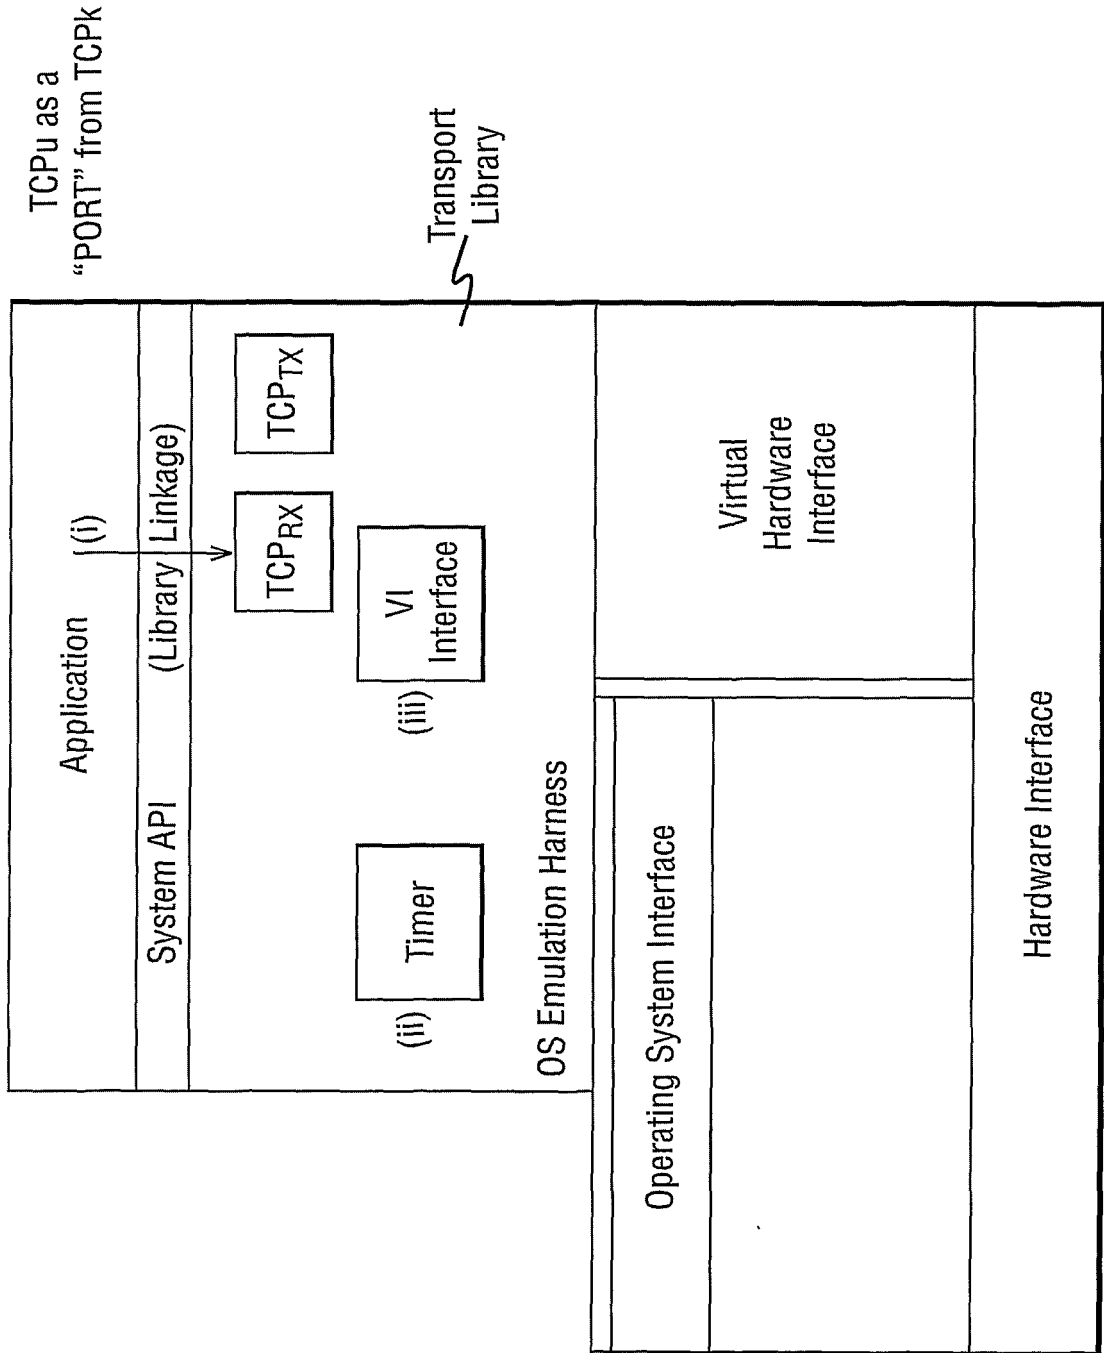 TCPu as a
“PORT” from TCPk
Application
(i)
System API
(Library Linkage)
TCPRX
TCPTX
Transport
Library
(ii)
Timer
(iii)
VI
Interface
OS Emulation Harness
Operating System Interface
Virtual
Hardware
Interface
Hardware Interface